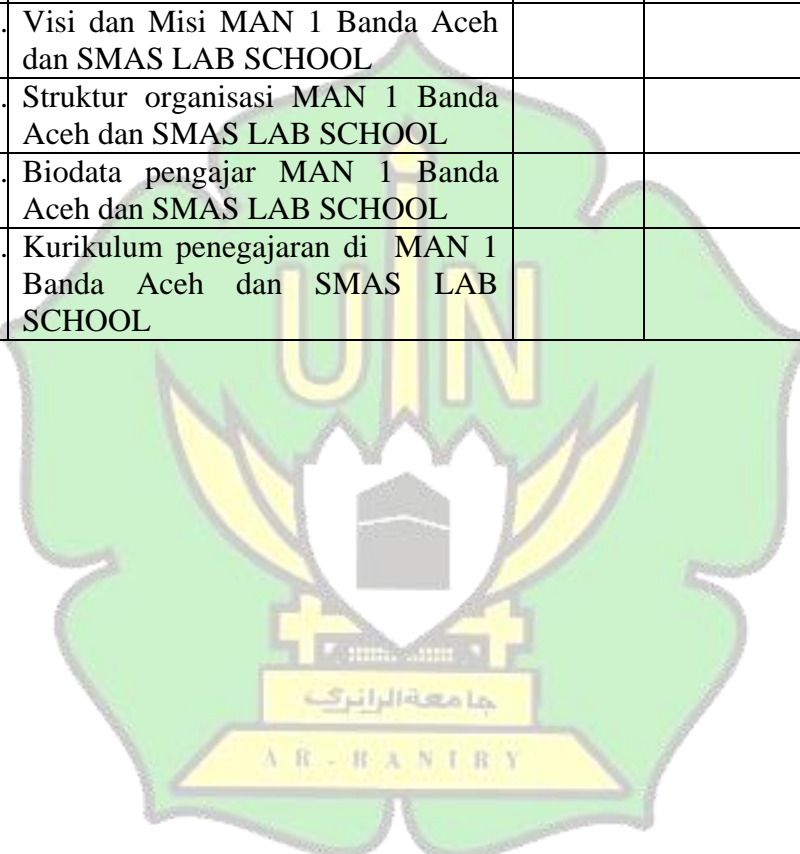 . Visi dan Misi MAN 1 Banda Aceh
dan SMAS LAB SCHOOL
. Struktur organisasi MAN 1 Banda
Aceh dan SMAS LAB SCHOOL
. Biodata pengajar MAN 1 Banda
Aceh dan SMAS LAB SCHOOL
. Kurikulum penegajaran di MAN 1
Banda Aceh dan SMAS LAB
SCHOOL
UIN
جامعة الرانري
AR-RANIRY